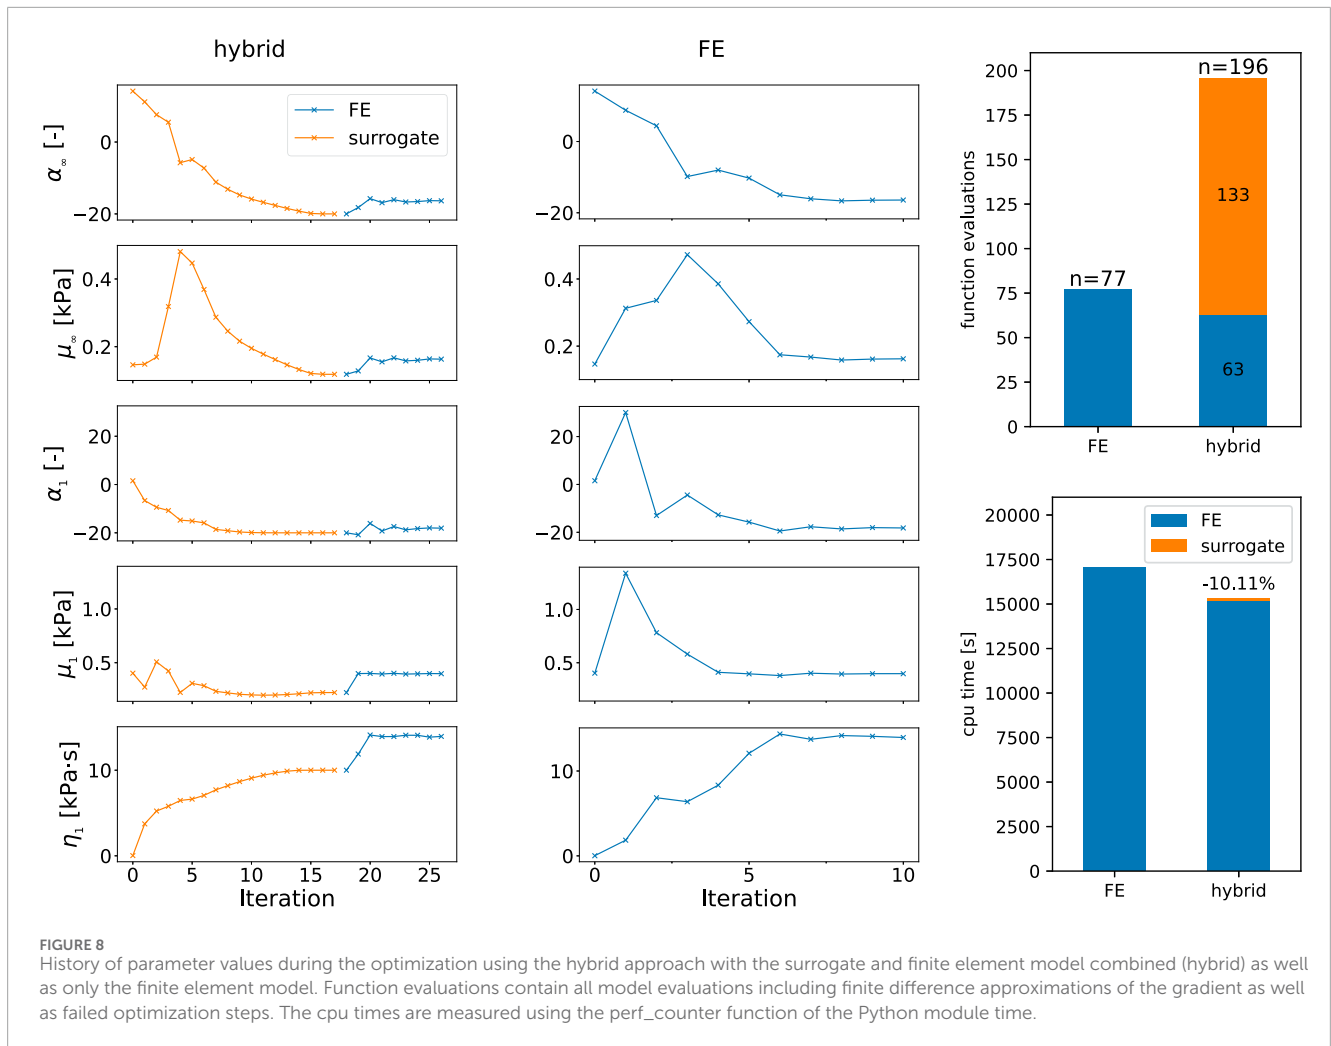 hybrid
FE
FE
surrogate
α∞ [-]
0
−20
0
−20
μ∞ [kPa]
0.4
0.2
0.4
0.2
α₁ [-]
20
0
−20
20
0
−20
μ₁ [kPa]
1.0
0.5
1.0
0.5
η₁ [kPa·s]
10
0
10
0
0 5 10 15 20 25
Iteration
0 5 10
Iteration
function evaluations
200
175
150
125
100
75
50
25
0
n=77
n=196
133
63
FE hybrid
cpu time [s]
20000
17500
15000
12500
10000
7500
5000
2500
0
FE
surrogate
-10.11%
FE hybrid
FIGURE 8
History of parameter values during the optimization using the hybrid approach with the surrogate and finite element model combined (hybrid) as well
as only the finite element model. Function evaluations contain all model evaluations including finite difference approximations of the gradient as well
as failed optimization steps. The cpu times are measured using the perf_counter function of the Python module time.